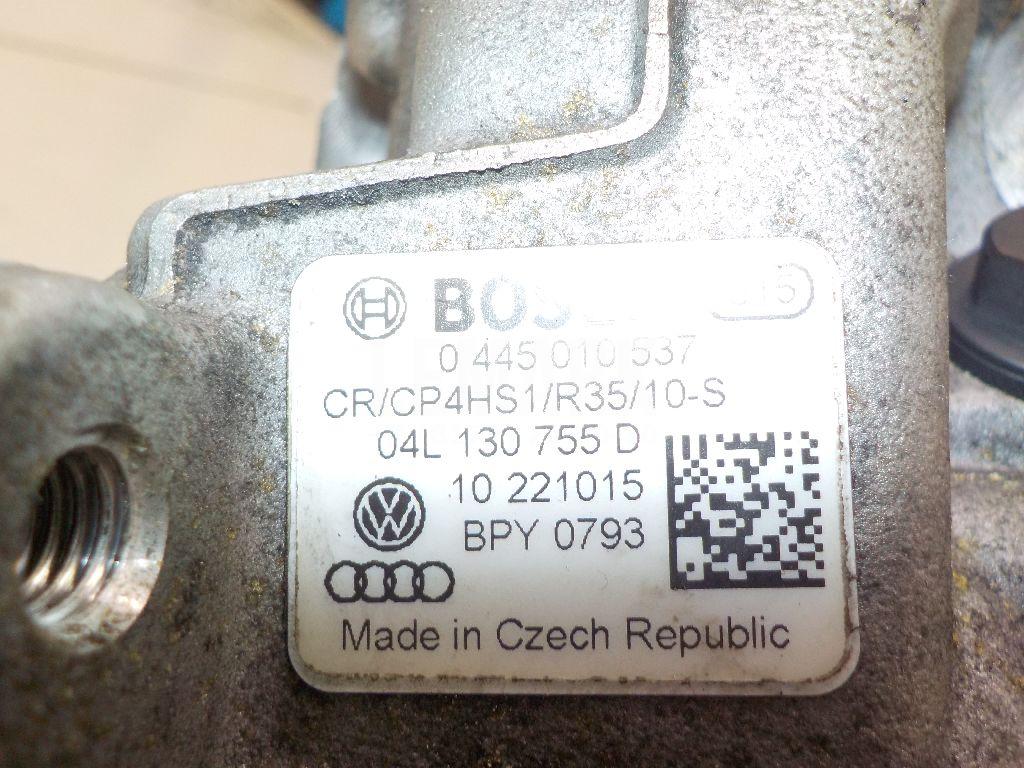 BOSCH
0 445 010 537
CR/CP4HS1/R35/10-S
04L 130 755 D
10 221015
BPY 0793
Made in Czech Republic